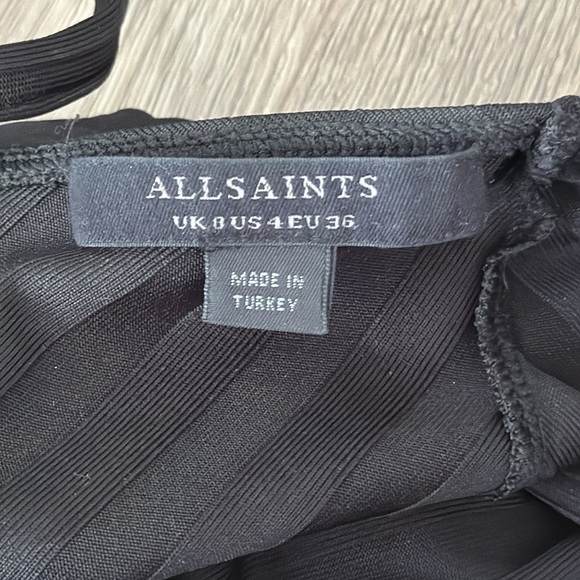 ALLSAINTS
UK 8 US 4 EU 36
MADE IN
TURKEY